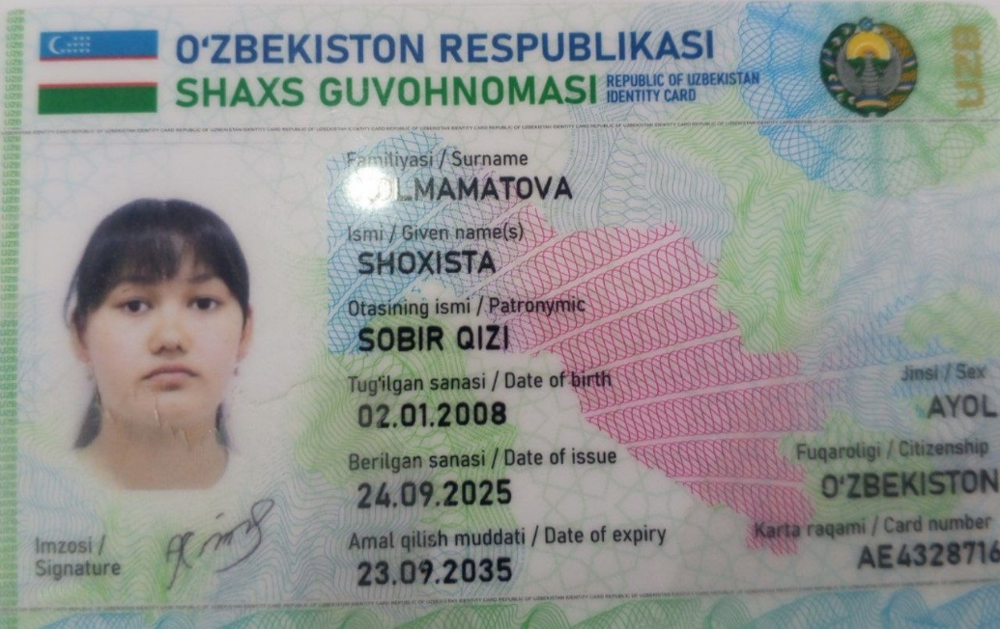 O‘ZBEKISTON RESPUBLIKASI
SHAXS GUVOHNOMASI
REPUBLIC OF UZBEKISTAN
IDENTITY CARD
UZB
Familiyasi / Surname
Ismi / Given name(s)
SHOXISTA
Otasining ismi / Patronymic
SOBIR QIZI
Tug‘ilgan sanasi / Date of birth
02.01.2008
Jinsi / Sex
AYOL
Berilgan sanasi / Date of issue
24.09.2025
Fuqaroligi / Citizenship
O‘ZBEKISTON
Amal qilish muddati / Date of expiry
23.09.2035
Karta raqami / Card number
AE4328716
Imzosi /
Signature